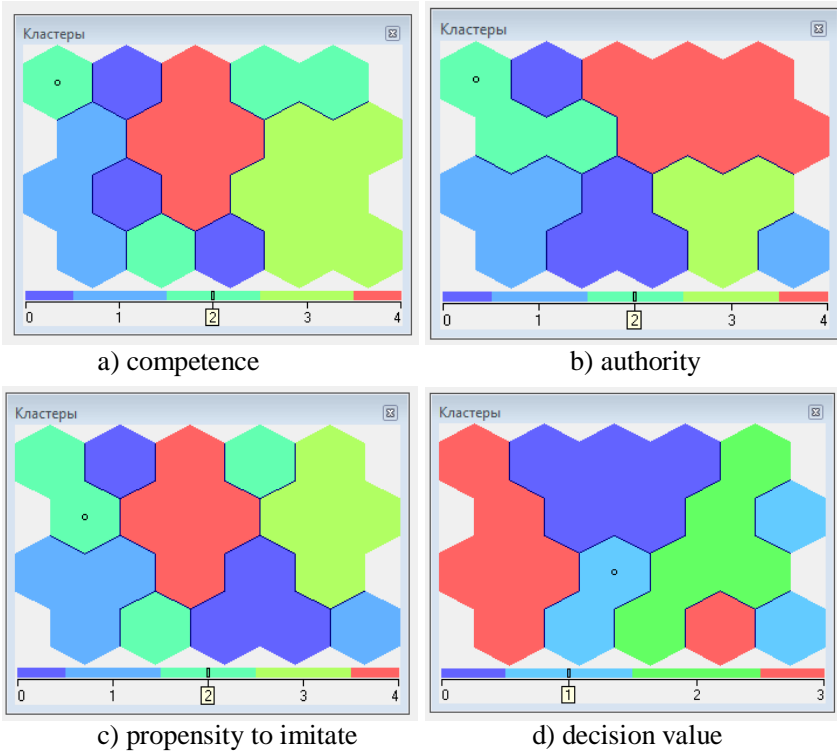 Кластеры
0 1 2 3 4
a) competence
Кластеры
0 1 2 3 4
b) authority
Кластеры
0 1 2 3 4
c) propensity to imitate
Кластеры
0 1 2 3
d) decision value